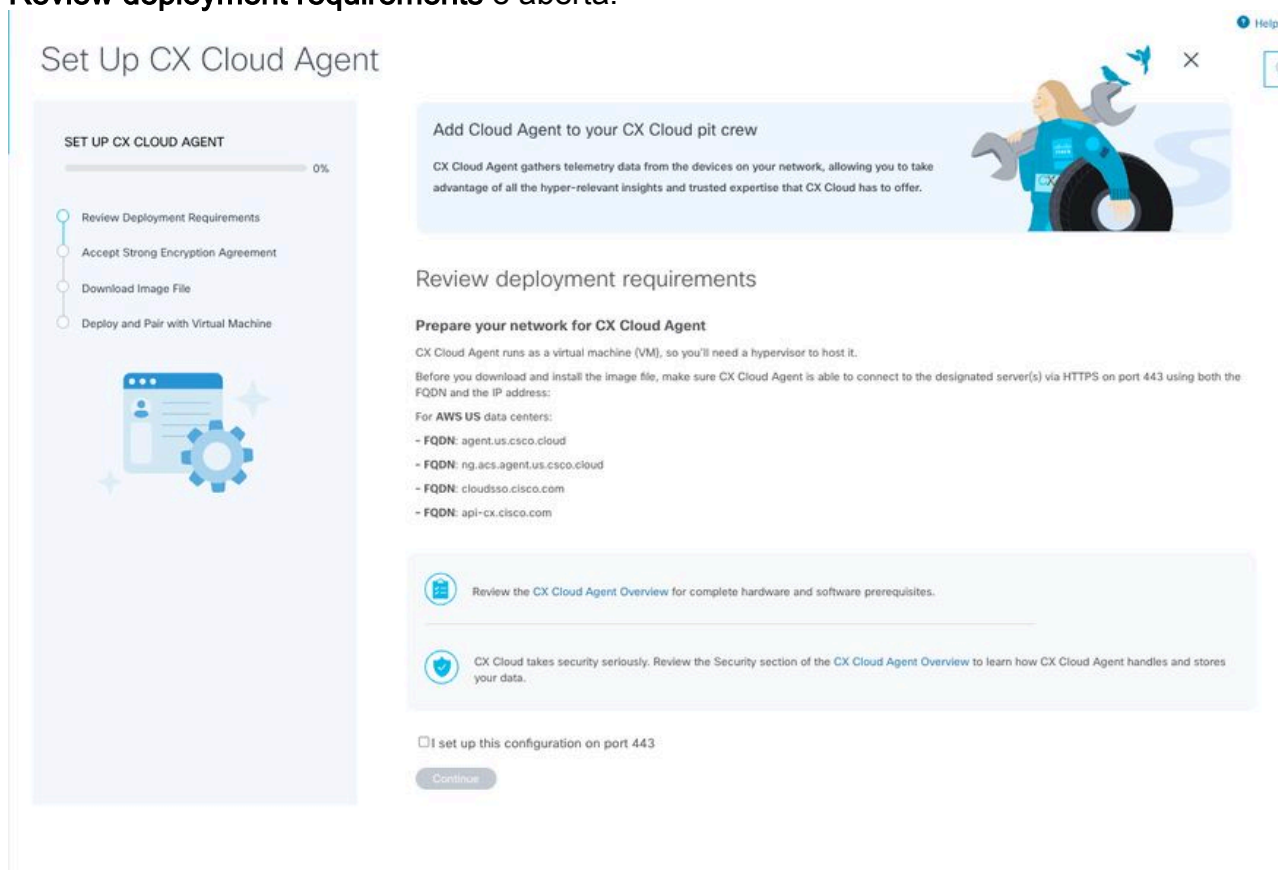 Review deployment requirements é aberta.
Help
Set Up CX Cloud Agent
SET UP CX CLOUD AGENT
0%
Review Deployment Requirements
Accept Strong Encryption Agreement
Download Image File
Deploy and Pair with Virtual Machine
Add Cloud Agent to your CX Cloud pit crew
CX Cloud Agent gathers telemetry data from the devices on your network, allowing you to take
advantage of all the hyper-relevant insights and trusted expertise that CX Cloud has to offer.
CX
Review deployment requirements
Prepare your network for CX Cloud Agent
CX Cloud Agent runs as a virtual machine (VM), so you'll need a hypervisor to host it.
Before you download and install the image file, make sure CX Cloud Agent is able to connect to the designated server(s) via HTTPS on port 443 using both the
FQDN and the IP address:
For AWS US data centers:
- FQDN: agent.us.csco.cloud
- FQDN: ng.acs.agent.us.csco.cloud
- FQDN: cloudsso.cisco.com
- FQDN: api-cx.cisco.com
Review the CX Cloud Agent Overview for complete hardware and software prerequisites.
CX Cloud takes security seriously. Review the Security section of the CX Cloud Agent Overview to learn how CX Cloud Agent handles and stores
your data.
I set up this configuration on port 443
Continue